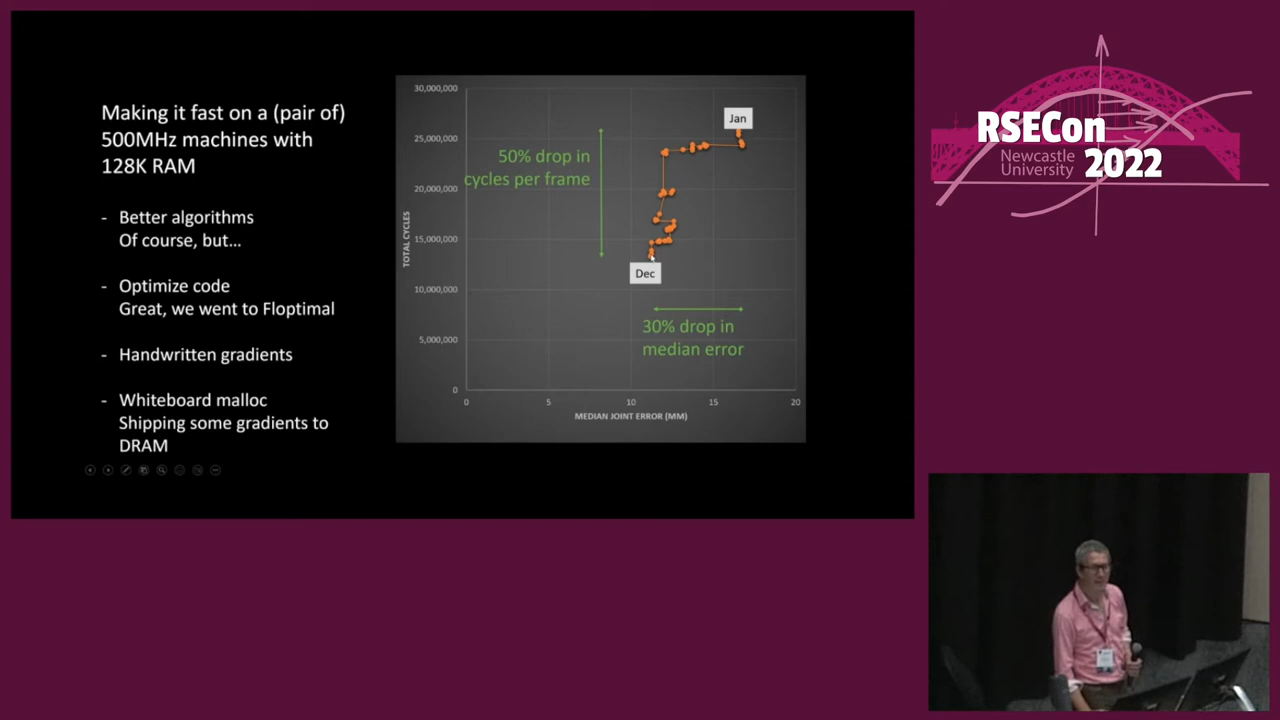 Making it fast on a (pair of)
500MHz machines with
128K RAM
- Better algorithms
Of course, but...
- Optimize code
Great, we went to Floptimal
- Handwritten gradients
- Whiteboard malloc
Shipping some gradients to
DRAM
30,000,000
25,000,000
20,000,000
15,000,000
10,000,000
5,000,000
0
TOTAL CYCLES
50% drop in
cycles per frame
Jan
Dec
30% drop in
median error
0 5 10 15 20
MEDIAN JOINT ERROR (MM)
RSECon
Newcastle
University
2022